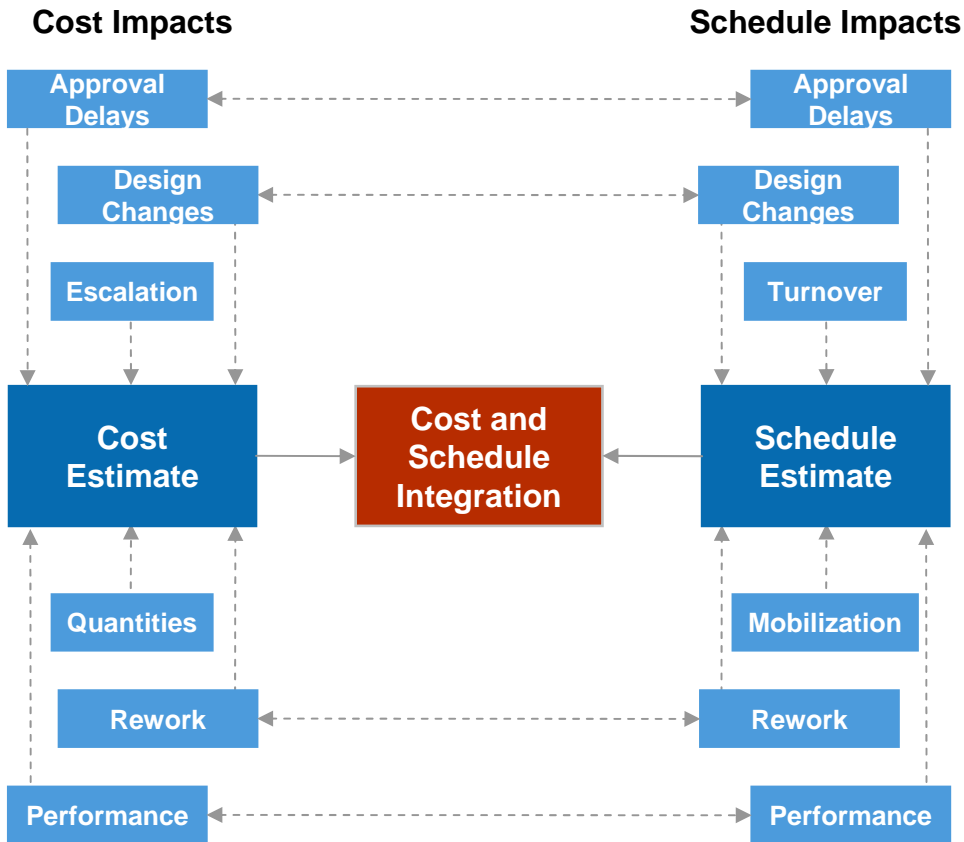 Cost Impacts
Schedule Impacts
Approval
Delays
Approval
Delays
Design
Changes
Design
Changes
Escalation
Turnover
Cost
Estimate
Cost and
Schedule
Integration
Schedule
Estimate
Quantities
Mobilization
Rework
Rework
Performance
Performance